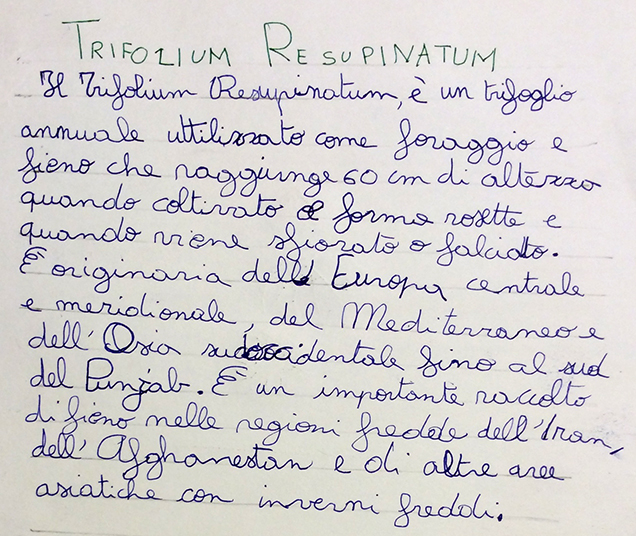 TRIFOLIUM RESUPINATUM
Il Trifolium Resupinatum, è un trifoglio
annuale uttilizzato come foraggio e
fieno che raggiunge 60 cm di altezza
quando coltivato e forma rosette e
quando viene sfiorato o falciato.
È originaria dell' Europa centrale
e meridionale, del Mediterraneo e
dell'Asia sudoccidentale fino al sud
del Punjab. È un importante raccolto
di fieno nelle regioni fredde dell'Iran,
dell'Afghanestan e di altre aree
asiatiche con inverni freddi.